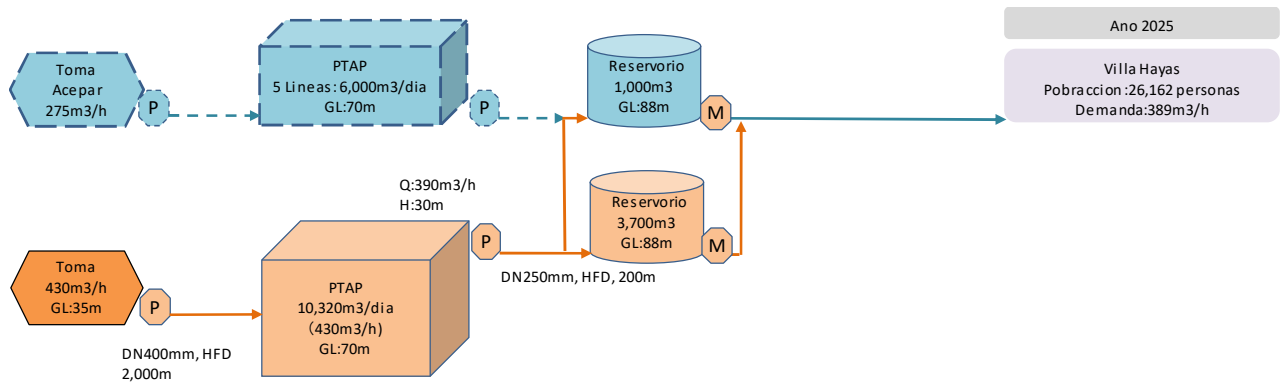 Ano 2025
Villa Hayas
Pobraccion:26,162 personas
Demanda:389m3/h
Toma
Acepar
275m3/h
P
PTAP
5 Lineas:6,000m3/dia
GL:70m
P
Reservorio
1,000m3
GL:88m
M
Q:390m3/h
H:30m
Toma
430m3/h
GL:35m
P
DN400mm, HFD
2,000m
PTAP
10,320m3/dia
(430m3/h)
GL:70m
P
DN250mm, HFD, 200m
Reservorio
3,700m3
GL:88m
M